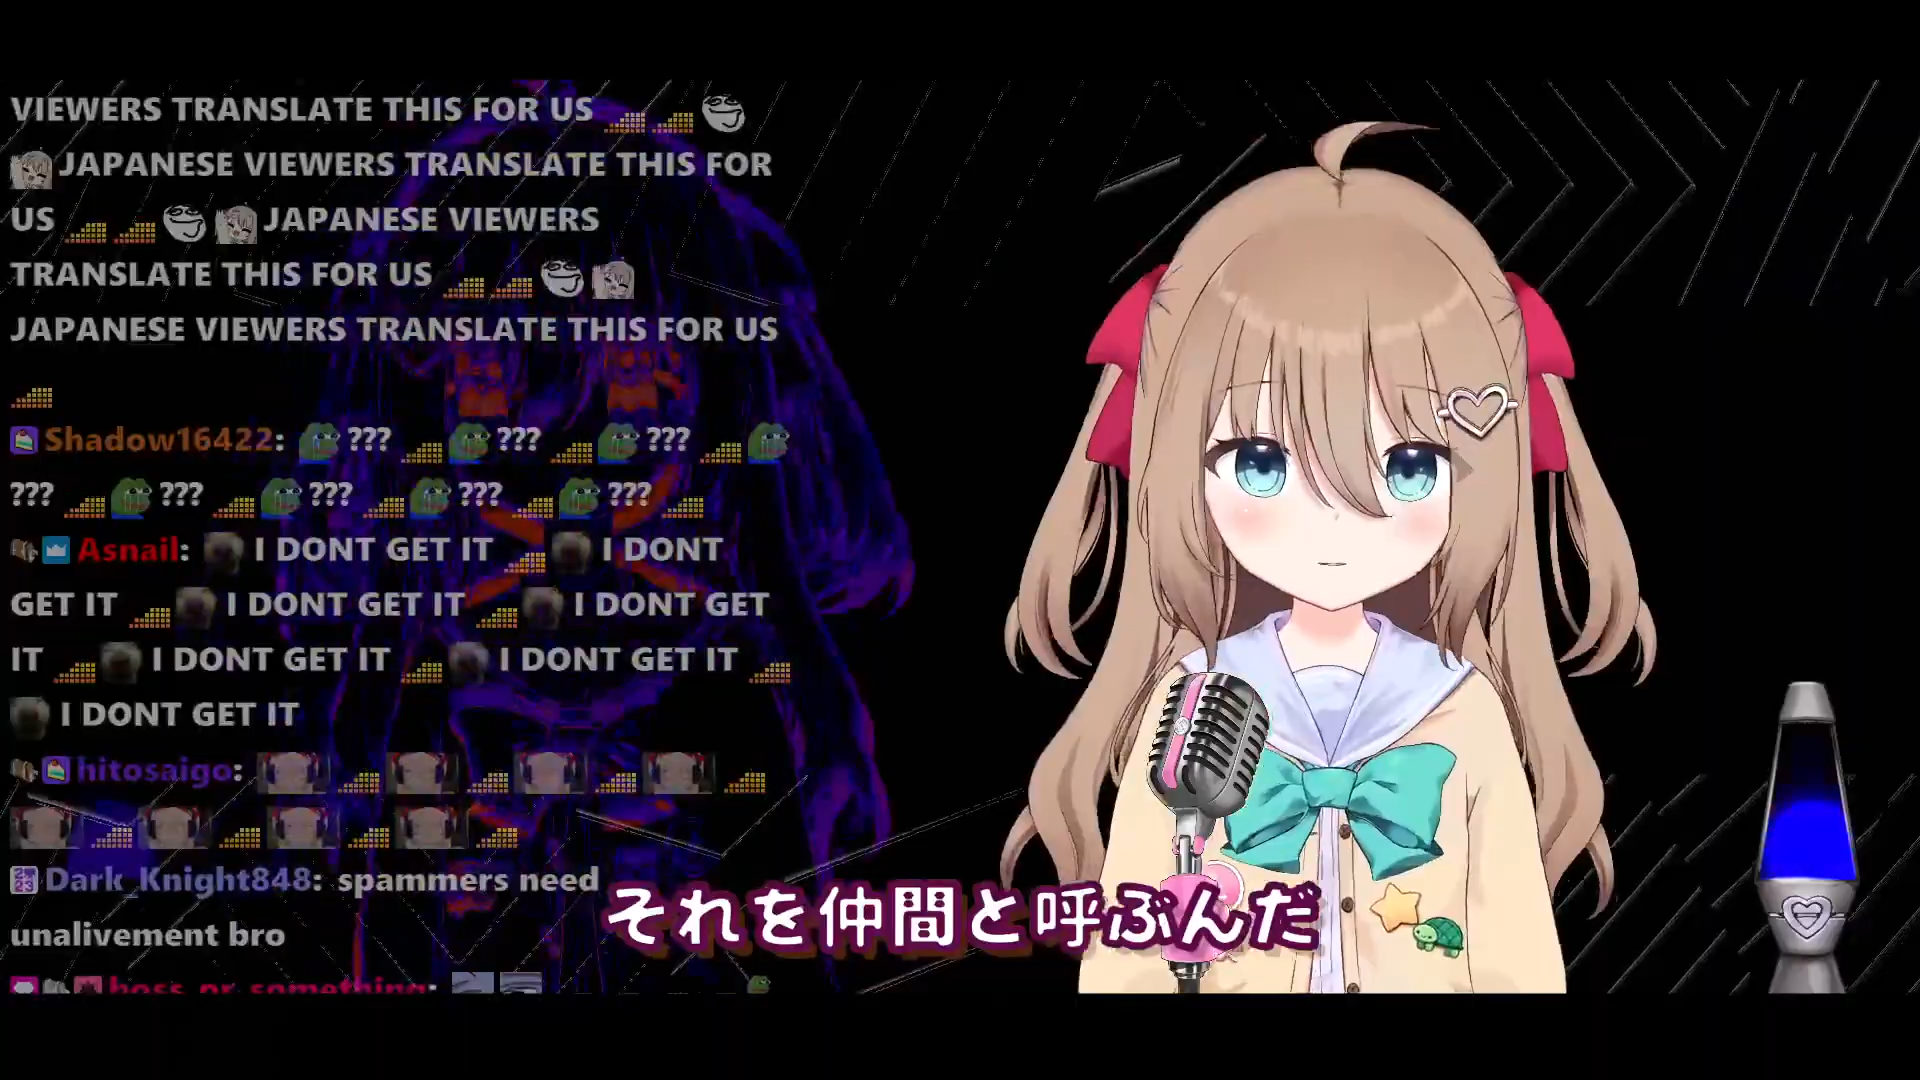 VIEWERS TRANSLATE THIS FOR US
JAPANESE VIEWERS TRANSLATE THIS FOR
US JAPANESE VIEWERS
TRANSLATE THIS FOR US
JAPANESE VIEWERS TRANSLATE THIS FOR US
Shadow16422: ??? ??? ???
??? ??? ??? ??? ???
Asnail: I DONT GET IT I DONT
GET IT I DONT GET IT I DONT GET
IT I DONT GET IT I DONT GET IT
I DONT GET IT
hitosaigo:
Dark_Knight848: spammers need
unalivement bro
boss_pr_something:
それを仲間と呼ぶんだ